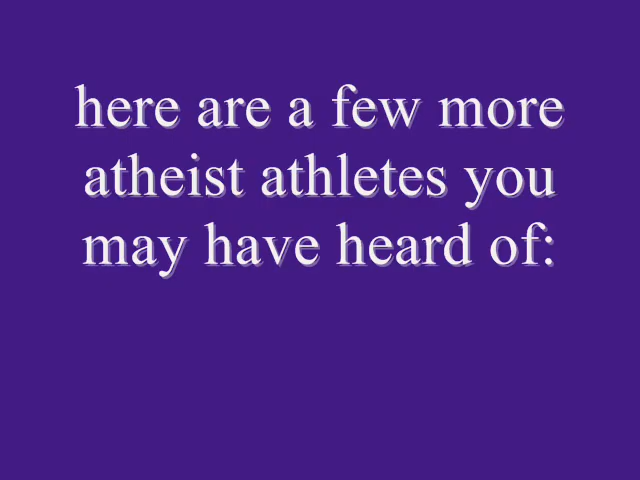 here are a few more
atheist athletes you
may have heard of: